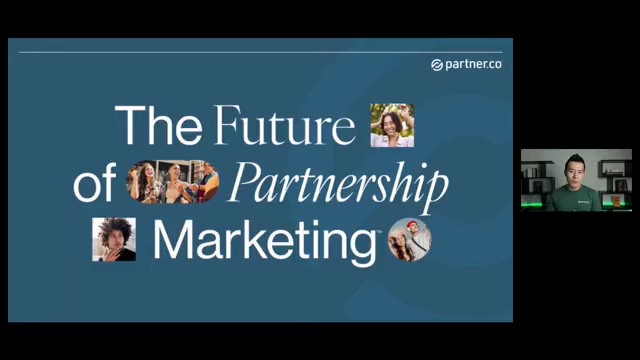 partner.co
The Future
of Partnership
Marketing™